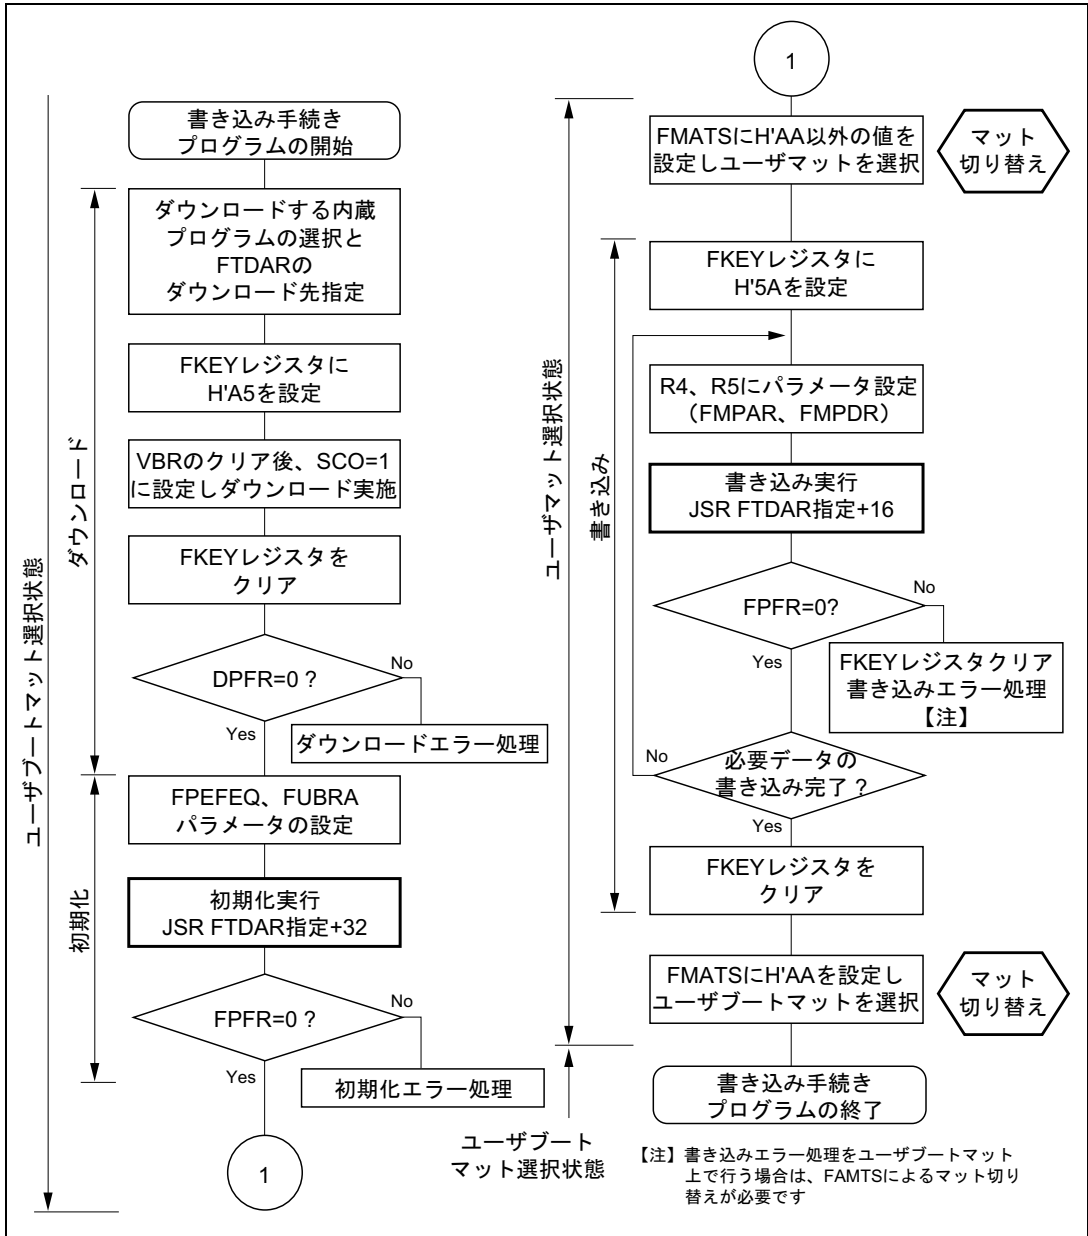 ユーザブートマット選択状態
ダウンロード
初期化
書き込み手続き
プログラムの開始
ダウンロードする内蔵
プログラムの選択と
FTDARの
ダウンロード先指定
FKEYレジスタに
H'A5を設定
VBRのクリア後、SCO=1
に設定しダウンロード実施
FKEYレジスタを
クリア
DPFR=0？
No
Yes
ダウンロードエラー処理
FPEFEQ、FUBRA
パラメータの設定
初期化実行
JSR FTDAR指定+32
FPFR=0？
No
Yes
初期化エラー処理
1
1
ユーザマット選択状態
書き込み
FMATSにH'AA以外の値を
設定しユーザマットを選択
マット
切り替え
FKEYレジスタに
H'5Aを設定
R4、R5にパラメータ設定
（FMPAR、FMPDR）
書き込み実行
JSR FTDAR指定+16
FPFR=0?
No
Yes
FKEYレジスタクリア
書き込みエラー処理
【注】
No
必要データの
書き込み完了？
Yes
FKEYレジスタを
クリア
FMATSにH'AAを設定し
ユーザブートマットを選択
マット
切り替え
書き込み手続き
プログラムの終了
ユーザブート
マット選択状態
【注】書き込みエラー処理をユーザブートマット
上で行う場合は、FAMTSによるマット切り
替えが必要です